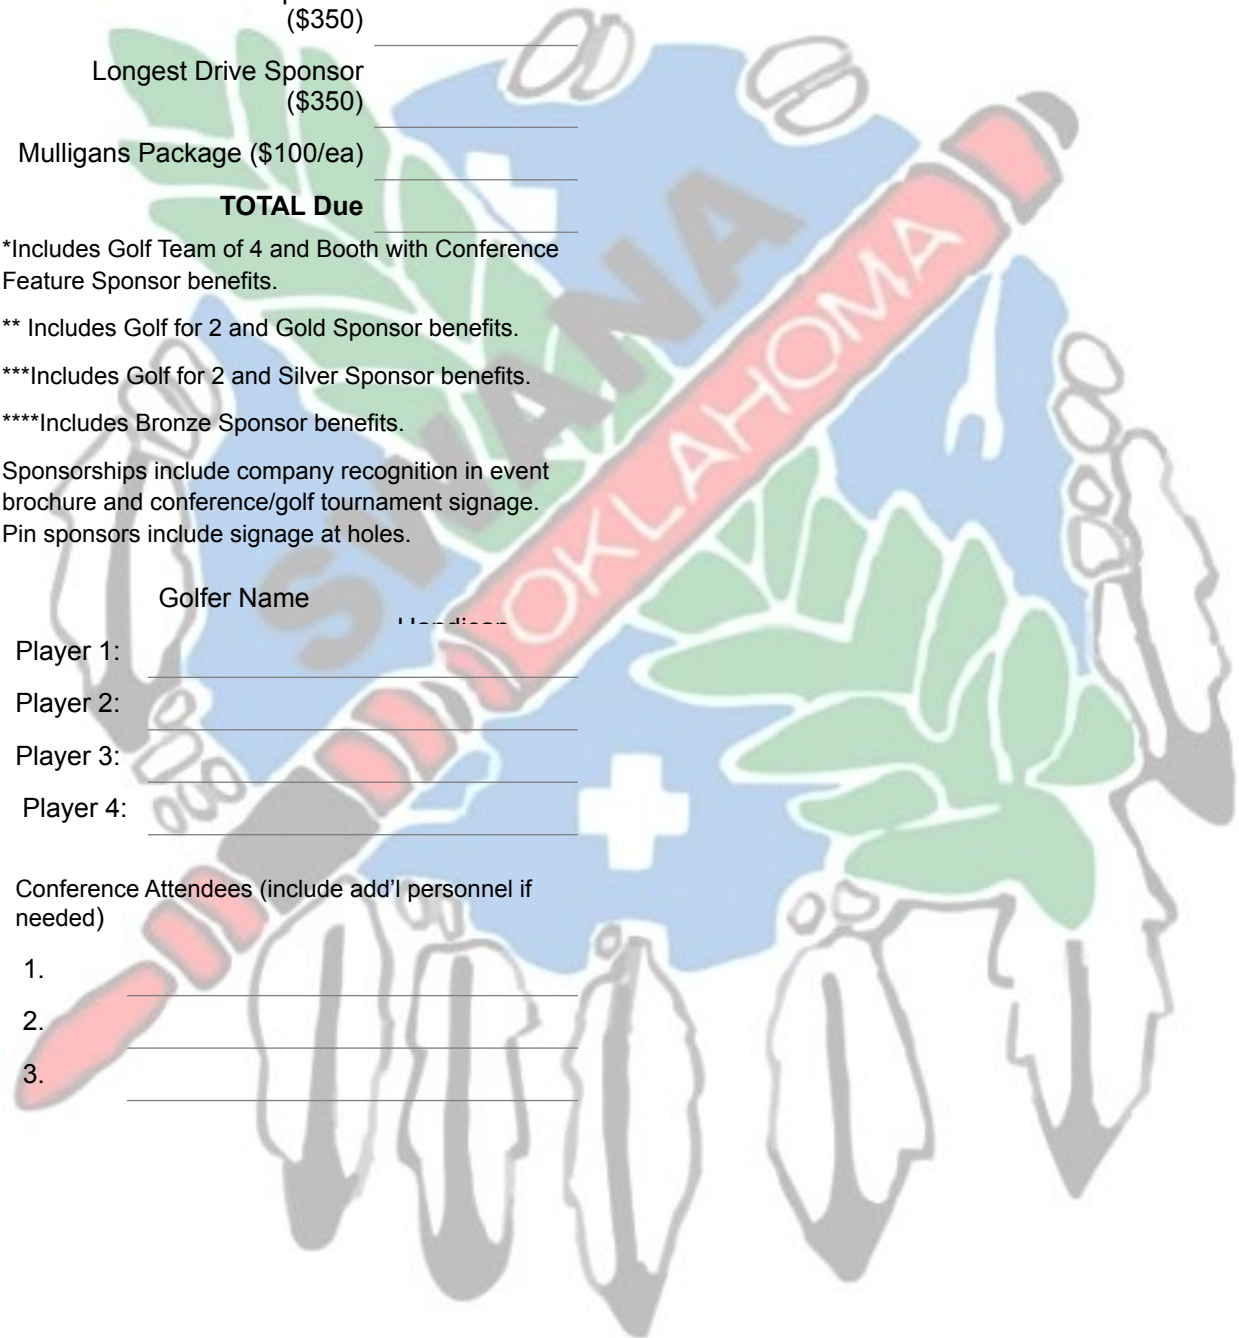 ($350)
Longest Drive Sponsor
($350)
Mulligans Package ($100/ea)
TOTAL Due
*Includes Golf Team of 4 and Booth with Conference
Feature Sponsor benefits.
** Includes Golf for 2 and Gold Sponsor benefits.
***Includes Golf for 2 and Silver Sponsor benefits.
****Includes Bronze Sponsor benefits.
Sponsorships include company recognition in event
brochure and conference/golf tournament signage.
Pin sponsors include signage at holes.
Golfer Name
Handicap
Player 1:
Player 2:
Player 3:
Player 4:
Conference Attendees (include add’l personnel if
needed)
1.
2.
3.
SWANA
OKLAHOMA